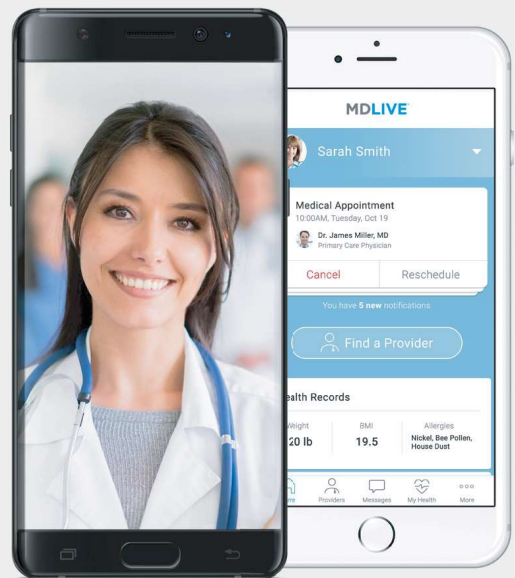 MDLIVE
Sarah Smith
Medical Appointment
10:00AM, Tuesday, Oct 19
Dr. James Miller, MD
Primary Care Physician
Cancel Reschedule
You have 5 new notifications
Find a Provider
ealth Records
Weight BMI Allergies
20 lb 19.5 Nickel, Bee Pollen,
House Dust
Providers Messages My Health More